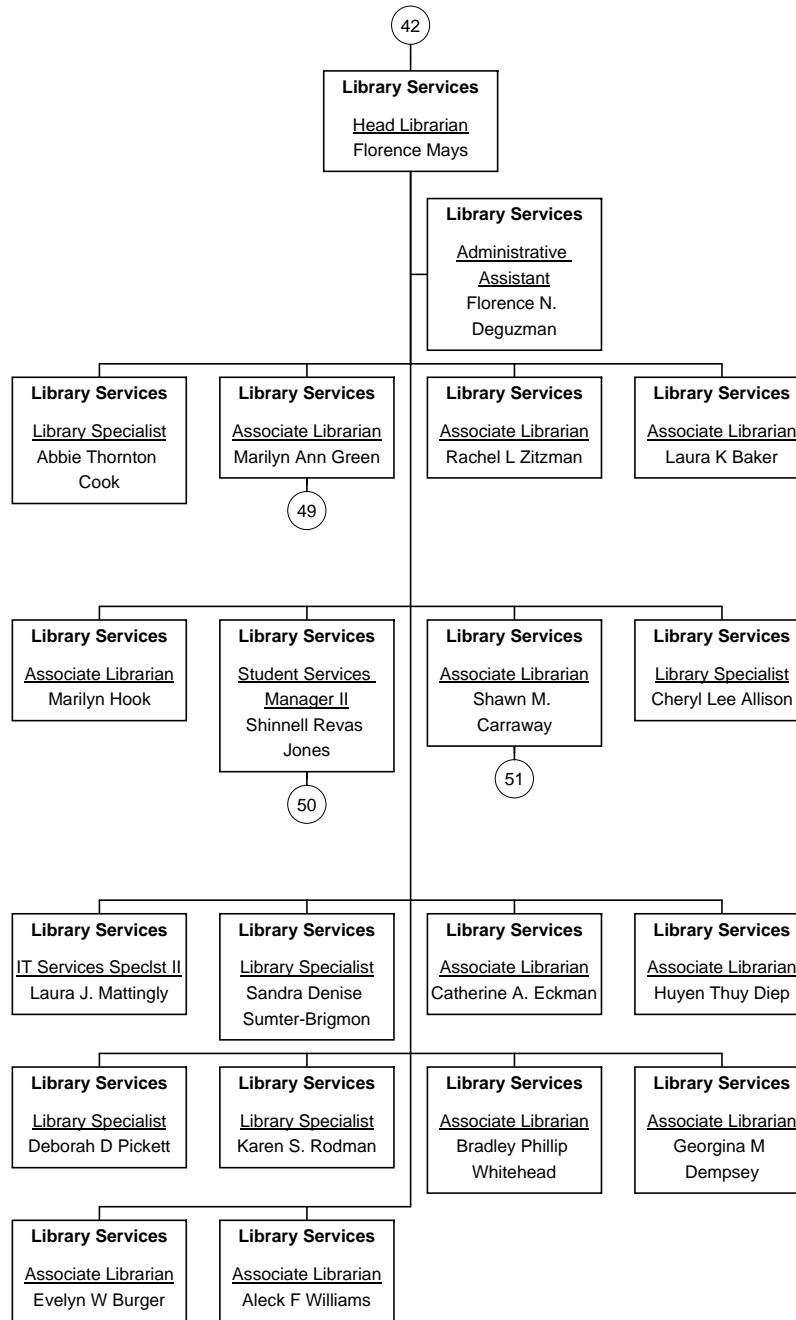 42
Library Services
Head Librarian
Florence Mays
Library Services
Administrative
Assistant
Florence N.
Deguzman
Library Services
Library Specialist
Abbie Thornton
Cook
Library Services
Associate Librarian
Marilyn Ann Green
49
Library Services
Associate Librarian
Rachel L Zitzman
Library Services
Associate Librarian
Laura K Baker
Library Services
Associate Librarian
Marilyn Hook
Library Services
Student Services
Manager II
Shinnell Revas
Jones
50
Library Services
Associate Librarian
Shawn M.
Carraway
51
Library Services
Library Specialist
Cheryl Lee Allison
Library Services
IT Services Speclst II
Laura J. Mattingly
Library Services
Library Specialist
Sandra Denise
Sumter-Brigmon
Library Services
Associate Librarian
Catherine A. Eckman
Library Services
Associate Librarian
Huyen Thuy Diep
Library Services
Library Specialist
Deborah D Pickett
Library Services
Library Specialist
Karen S. Rodman
Library Services
Associate Librarian
Bradley Phillip
Whitehead
Library Services
Associate Librarian
Georgina M
Dempsey
Library Services
Associate Librarian
Evelyn W Burger
Library Services
Associate Librarian
Aleck F Williams